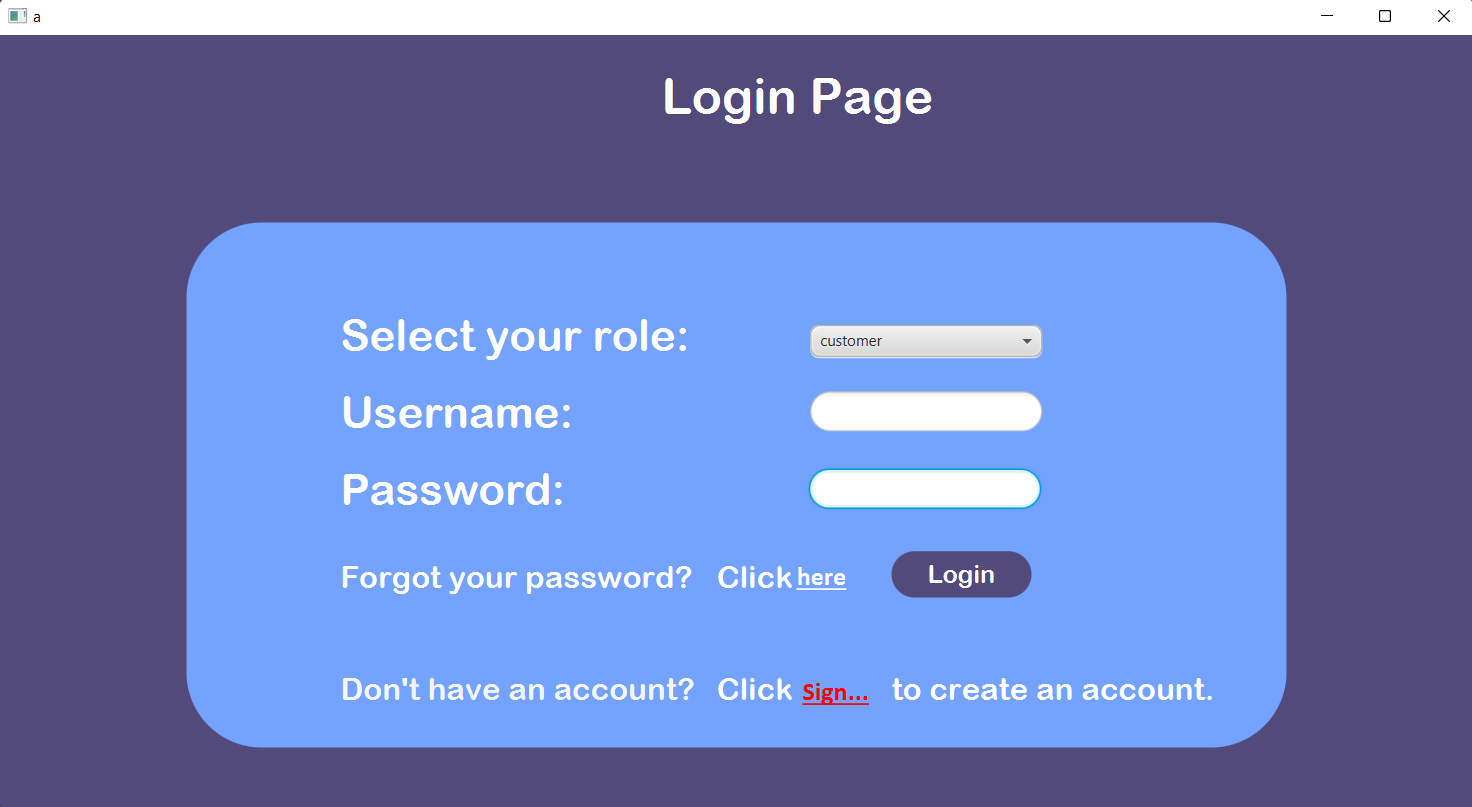 a
Login Page
Select your role:
customer
Username:
Password:
Forgot your password? Click here
Login
Don't have an account? Click Sign... to create an account.